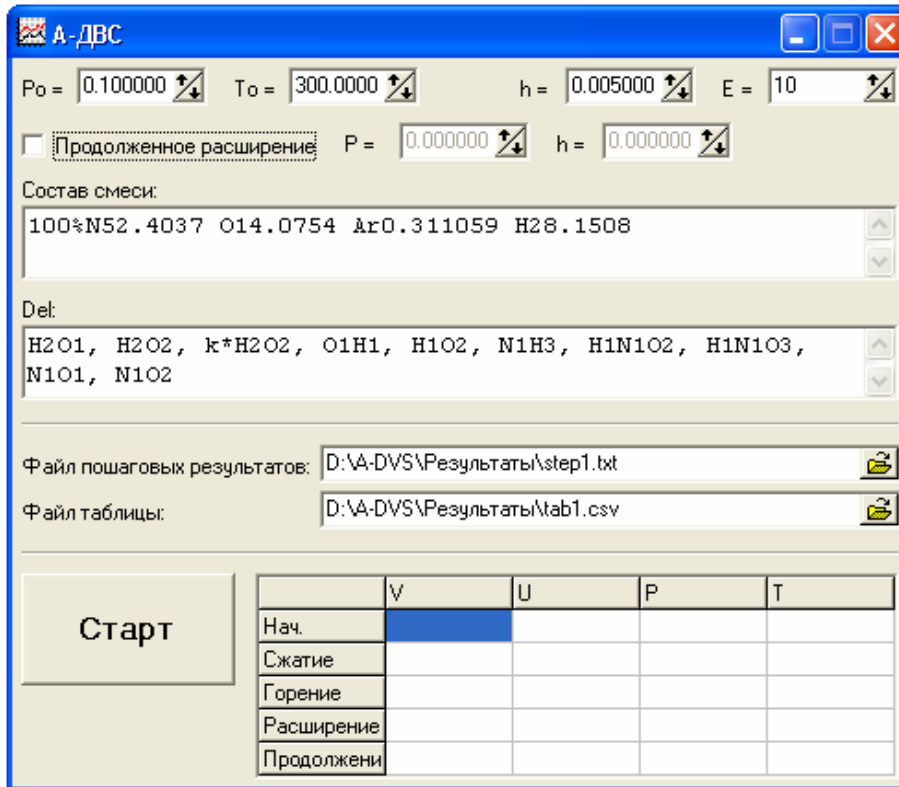 А-ДВС
Po = 0.100000 To = 300.0000 h = 0.005000 E = 10
Продолженное расширение P = 0.000000 h = 0.000000
Состав смеси:
100%N52.4037 O14.0754 Ar0.311059 H28.1508
Del:
H2O1, H2O2, k*H2O2, O1H1, H1O2, N1H3, H1N1O2, H1N1O3,
N1O1, N1O2
Файл пошаговых результатов: D:\A-DVS\Результаты\step1.txt
Файл таблицы: D:\A-DVS\Результаты\tab1.csv
Старт
V U P T
Нач.
Сжатие
Горение
Расширение
Продолжени